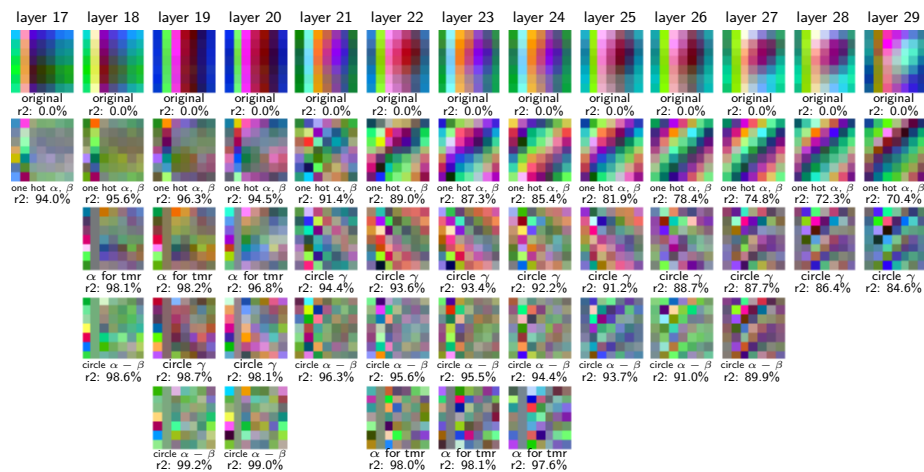 layer 17 layer 18 layer 19 layer 20 layer 21 layer 22 layer 23 layer 24 layer 25 layer 26 layer 27 layer 28 layer 29
original original original original original original original original original original original original original
r2: 0.0% r2: 0.0% r2: 0.0% r2: 0.0% r2: 0.0% r2: 0.0% r2: 0.0% r2: 0.0% r2: 0.0% r2: 0.0% r2: 0.0% r2: 0.0% r2: 0.0%
one hot α, β one hot α, β one hot α, β one hot α, β one hot α, β one hot α, β one hot α, β one hot α, β one hot α, β one hot α, β one hot α, β one hot α, β one hot α, β
r2: 94.0% r2: 95.6% r2: 96.3% r2: 94.5% r2: 91.4% r2: 89.0% r2: 87.3% r2: 85.4% r2: 81.9% r2: 78.4% r2: 74.8% r2: 72.3% r2: 70.4%
α for tmr α for tmr α for tmr circle γ circle γ circle γ circle γ circle γ circle γ circle γ circle γ circle γ
r2: 98.1% r2: 98.2% r2: 96.8% r2: 94.4% r2: 93.6% r2: 93.4% r2: 92.2% r2: 91.2% r2: 88.7% r2: 87.7% r2: 86.4% r2: 84.6%
circle α − β circle γ circle γ circle α − β circle α − β circle α − β circle α − β circle α − β circle α − β circle α − β
r2: 98.6% r2: 98.7% r2: 98.1% r2: 96.3% r2: 95.6% r2: 95.5% r2: 94.4% r2: 93.7% r2: 91.0% r2: 89.9%
circle α − β circle α − β α for tmr α for tmr α for tmr
r2: 99.2% r2: 99.0% r2: 98.0% r2: 98.1% r2: 97.6%